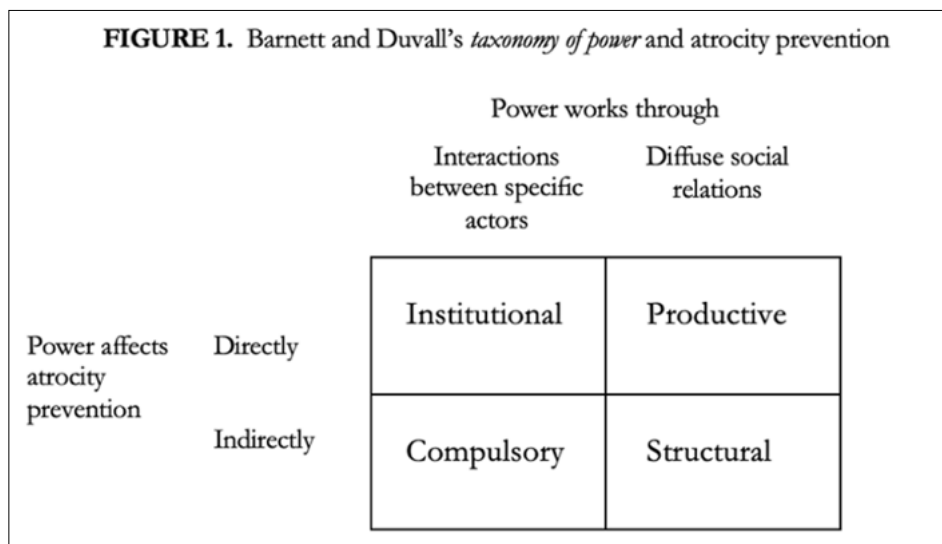 FIGURE 1. Barnett and Duvall's taxonomy of power and atrocity prevention
Power works through
Interactions
between specific
actors
Diffuse social
relations
Institutional
Productive
Power affects
atrocity
prevention
Directly
Indirectly
Compulsory
Structural